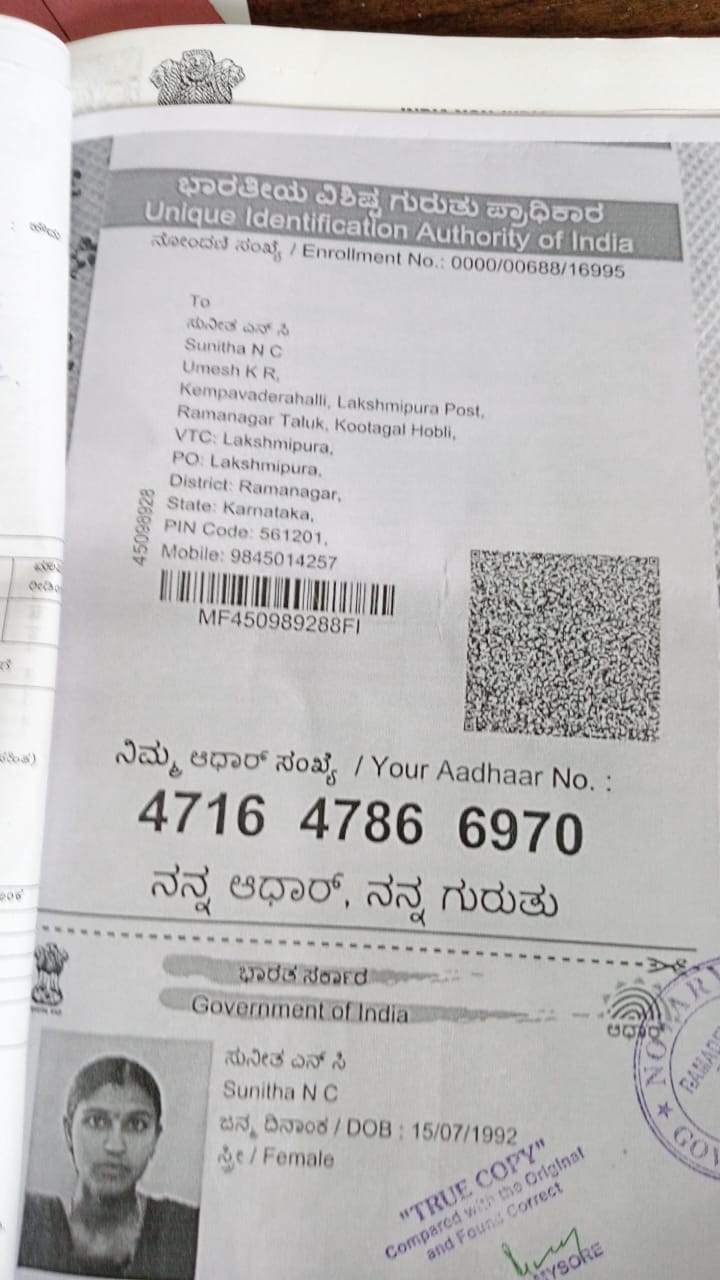 ಭಾರತೀಯ ವಿಶಿಷ್ಟ ಗುರುತು ಪ್ರಾಧಿಕಾರ
Unique Identification Authority of India
ನೋಂದಣಿ ಸಂಖ್ಯೆ / Enrollment No.: 0000/00688/16995
To
ಸುನೀತ ಎನ್ ಸಿ
Sunitha N C
Umesh K R,
Kempavaderahalli, Lakshmipura Post,
Ramanagar Taluk, Kootagal Hobli,
VTC: Lakshmipura,
PO: Lakshmipura,
District: Ramanagar,
State: Karnataka,
PIN Code: 561201,
Mobile: 9845014257
45098928
MF450989288FI
ನಿಮ್ಮ ಆಧಾರ್ ಸಂಖ್ಯೆ / Your Aadhaar No. :
4716 4786 6970
ನನ್ನ ಆಧಾರ್, ನನ್ನ ಗುರುತು
ಭಾರತ ಸರ್ಕಾರ
Government of India
ಆಧಾರ್
ಸುನೀತ ಎನ್ ಸಿ
Sunitha N C
ಜನ್ಮ ದಿನಾಂಕ / DOB : 15/07/1992
ಸ್ತ್ರೀ / Female
"TRUE COPY"
Compared with the Original
and Found Correct
MYSORE